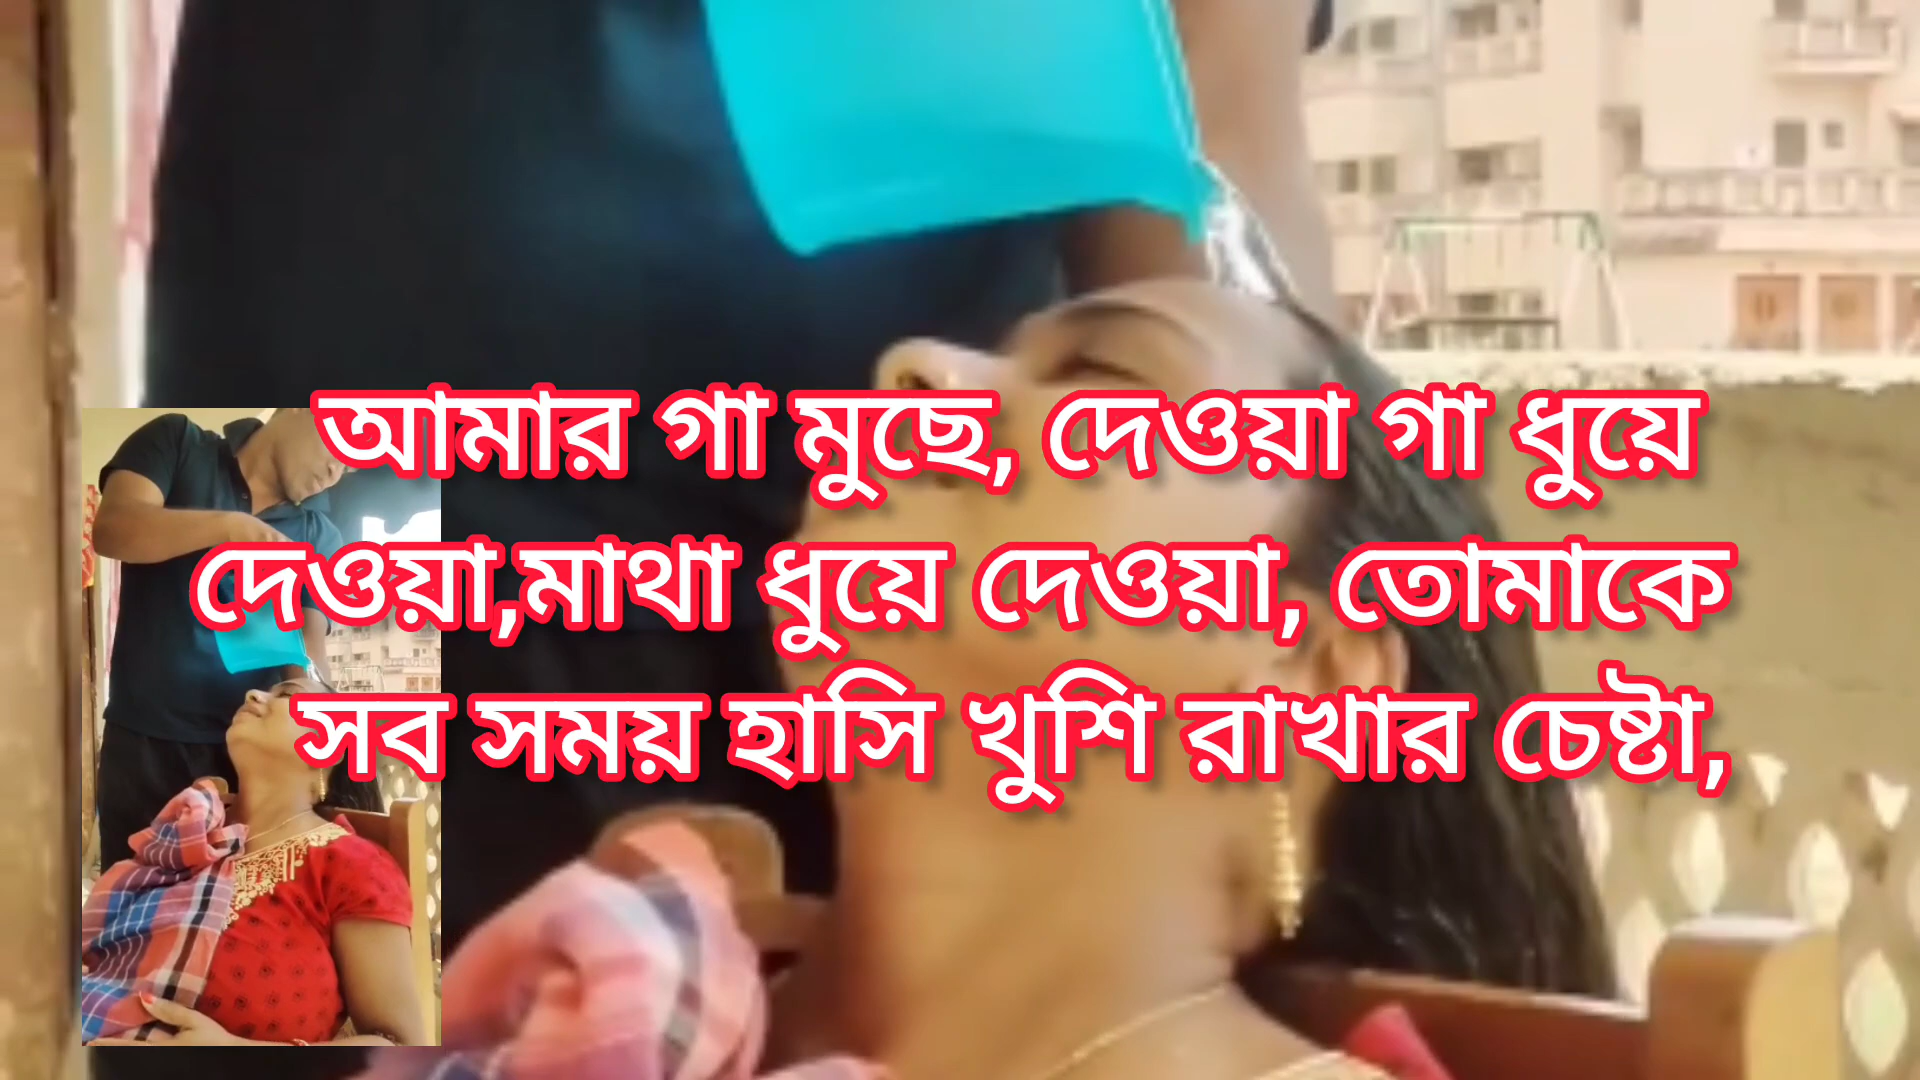 আমার গা মুছে, দেওয়া গা ধুয়ে
দেওয়া,মাথা ধুয়ে দেওয়া, তোমাকে
সব সময় হাসি খুশি রাখার চেষ্টা,